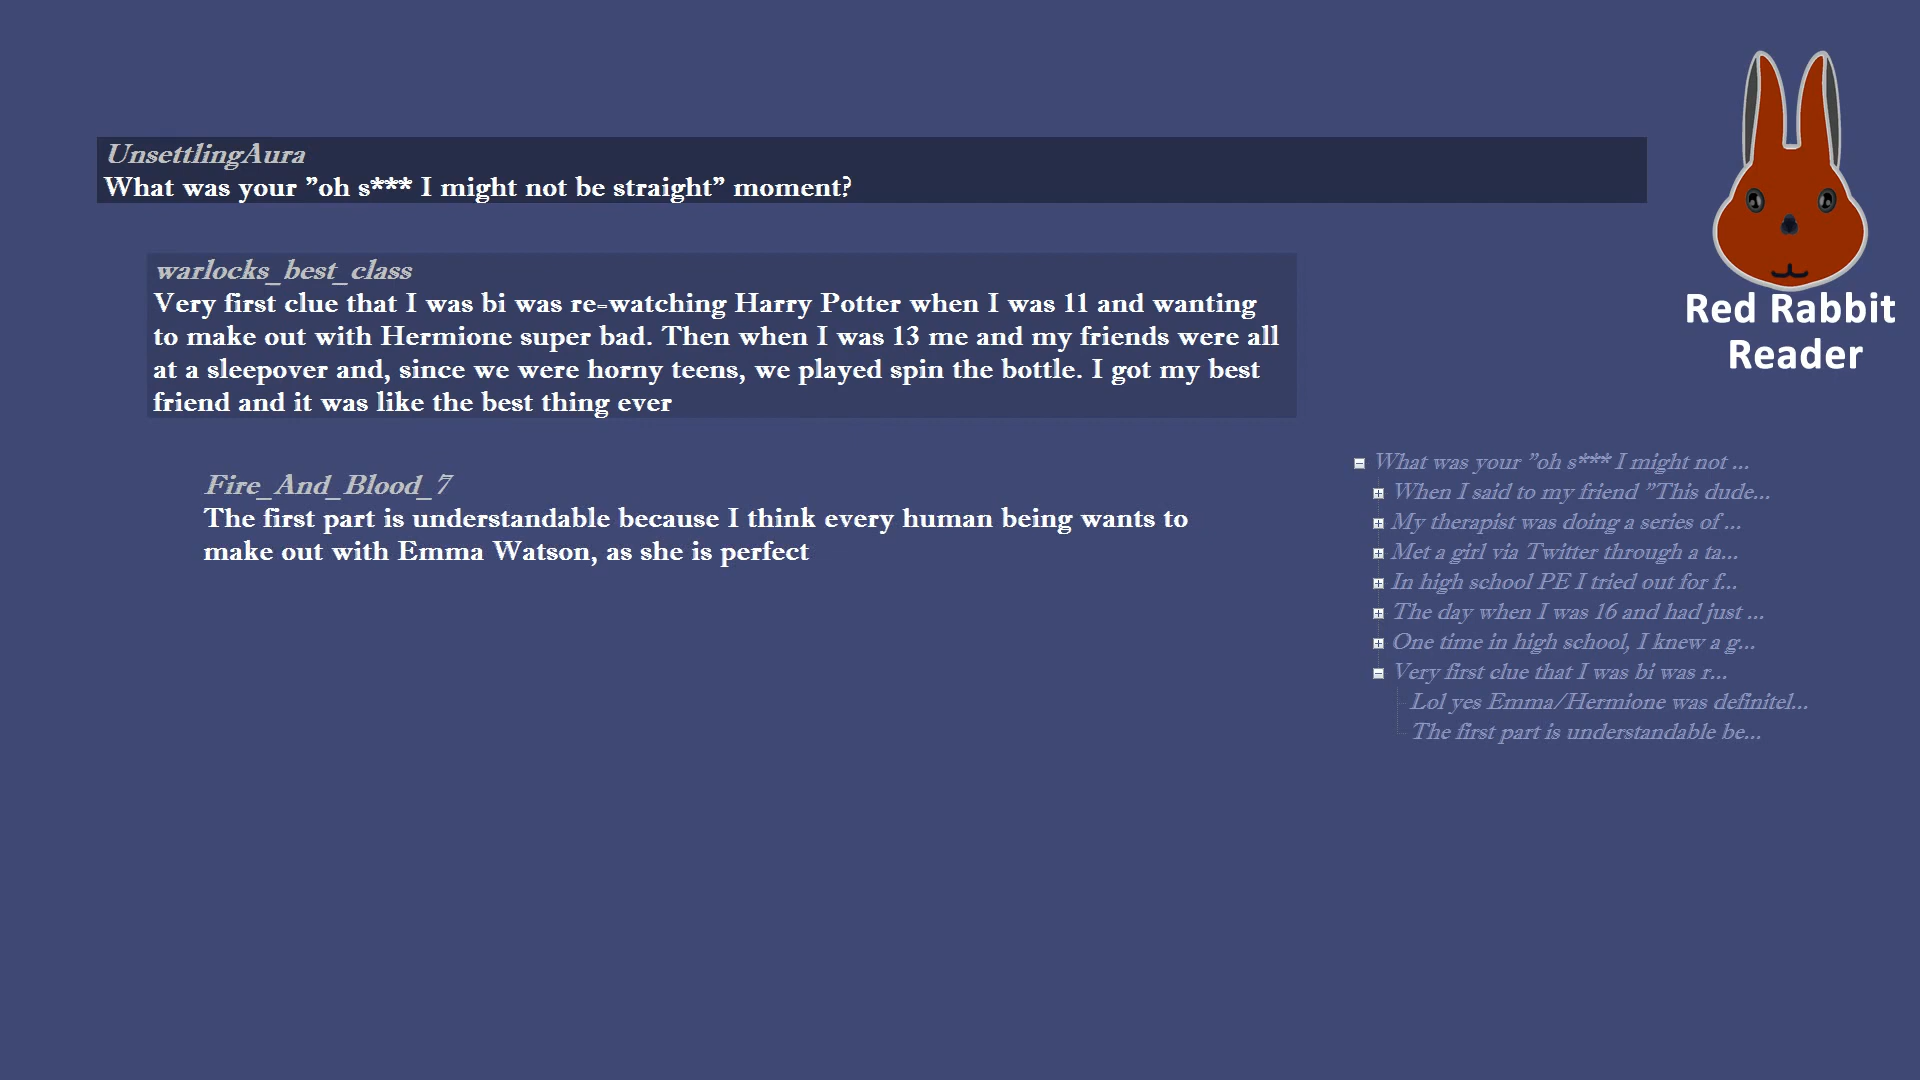 UnsettlingAura
What was your "oh s*** I might not be straight" moment?
warlocks_best_class
Very first clue that I was bi was re-watching Harry Potter when I was 11 and wanting
to make out with Hermione super bad. Then when I was 13 me and my friends were all
at a sleepover and, since we were horny teens, we played spin the bottle. I got my best
friend and it was like the best thing ever
Fire_And_Blood_7
The first part is understandable because I think every human being wants to
make out with Emma Watson, as she is perfect
Red Rabbit
Reader
What was your "oh s*** I might not ...
When I said to my friend "This dude...
My therapist was doing a series of ...
Met a girl via Twitter through a ta...
In high school PE I tried out for f...
The day when I was 16 and had just ...
One time in high school, I knew a g...
Very first clue that I was bi was r...
Lol yes Emma/Hermione was definitel...
The first part is understandable be...